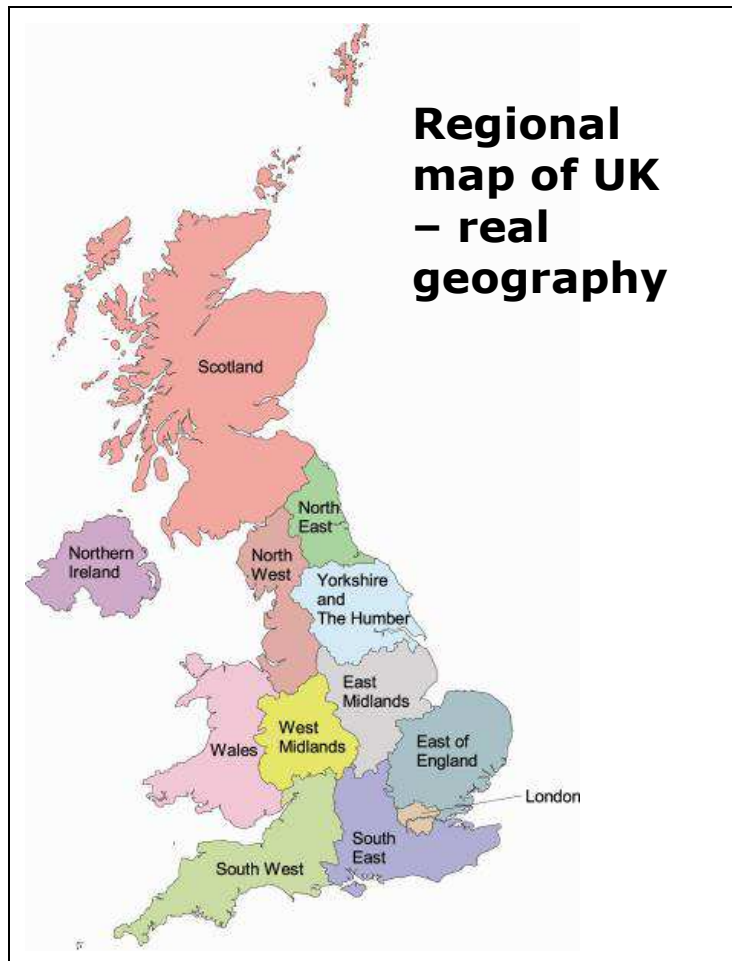 Regional
map of UK
– real
geography
Scotland
North
East
Northern
Ireland
North
West
Yorkshire
and
The Humber
East
Midlands
West
Midlands
Wales
East of
England
London
South
East
South West